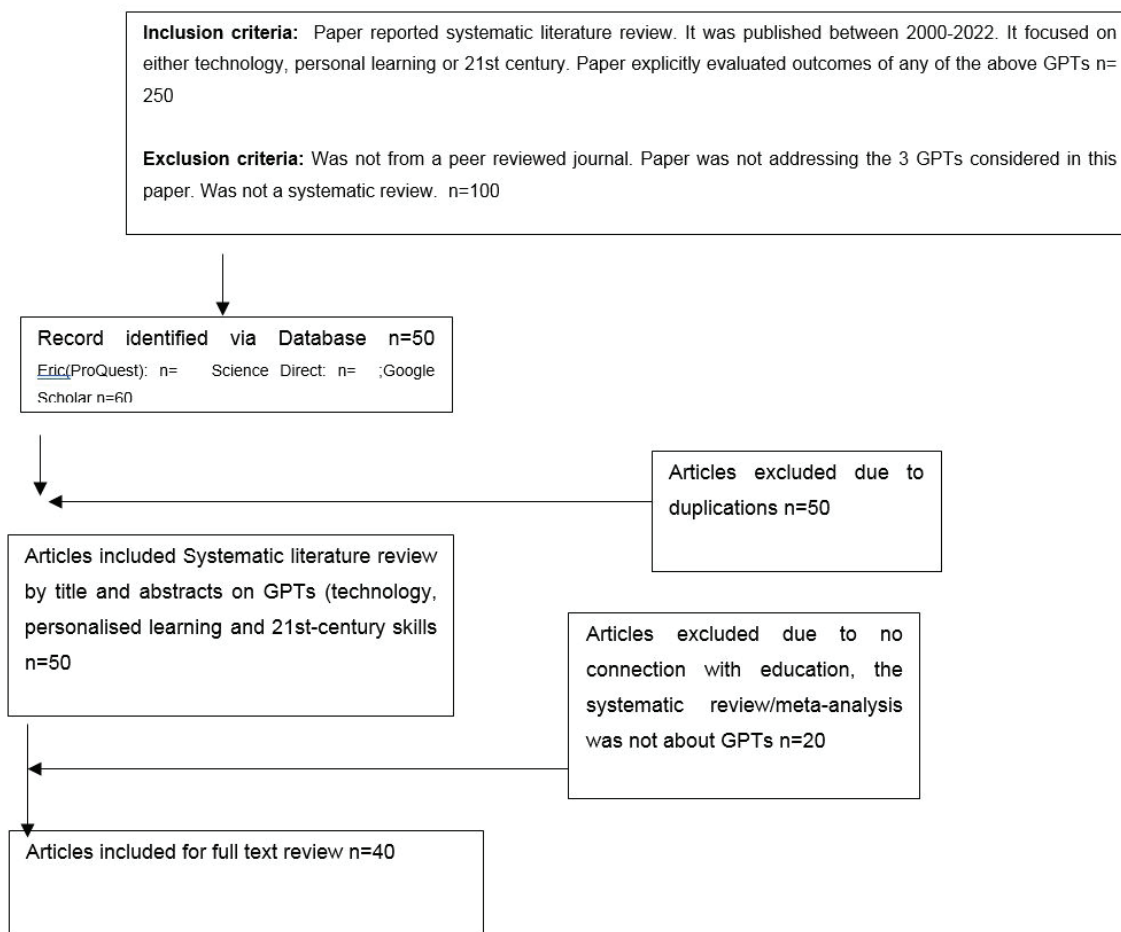 Inclusion criteria: Paper reported systematic literature review. It was published between 2000-2022. It focused on
either technology, personal learning or 21st century. Paper explicitly evaluated outcomes of any of the above GPTs n=
250
Exclusion criteria: Was not from a peer reviewed journal. Paper was not addressing the 3 GPTs considered in this
paper. Was not a systematic review. n=100
Record identified via Database n=50
Eric(ProQuest): n= Science Direct: n= ;Google
Scholar n=60
Articles excluded due to
duplications n=50
Articles included Systematic literature review
by title and abstracts on GPTs (technology,
personalised learning and 21st-century skills
n=50
Articles excluded due to no
connection with education, the
systematic review/meta-analysis
was not about GPTs n=20
Articles included for full text review n=40